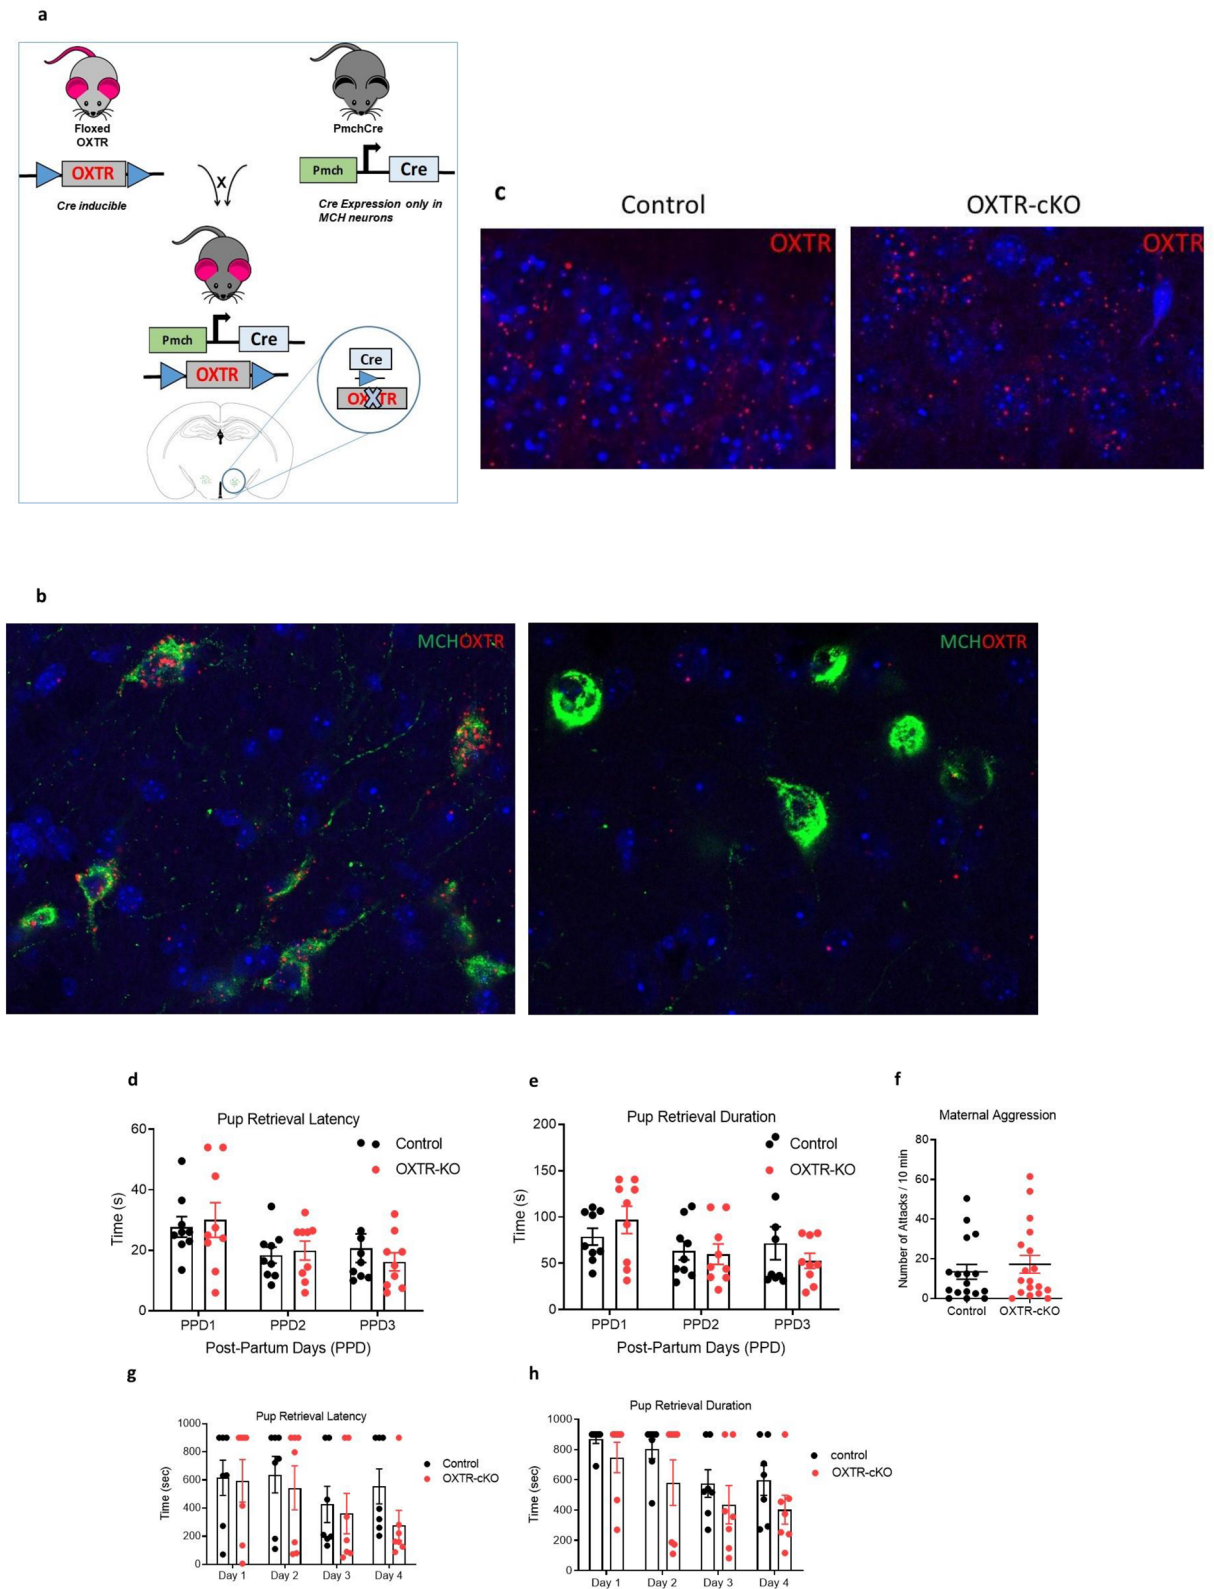 a
Floxed
OXTR
PmchCre
OXTR
Pmch
Cre
X
Cre inducible
Cre Expression only in
MCH neurons
Pmch
Cre
OXTR
Cre
OXTR
c
Control
OXTR-cKO
OXTR
OXTR
b
MCHOXTR
MCHOXTR
d
Pup Retrieval Latency
Control
OXTR-KO
60
40
20
0
Time (s)
PPD1
PPD2
PPD3
Post-Partum Days (PPD)
e
Pup Retrieval Duration
Control
OXTR-KO
200
150
100
50
0
Time (s)
PPD1
PPD2
PPD3
Post-Partum Days (PPD)
f
Maternal Aggression
80
60
40
20
0
Number of Attacks / 10 min
Control
OXTR-cKO
g
Pup Retrieval Latency
Control
OXTR-cKO
1000
800
600
400
200
0
Time (sec)
Day 1
Day 2
Day 3
Day 4
h
Pup Retrieval Duration
control
OXTR-cKO
1000
800
600
400
200
0
Time (sec)
Day 1
Day 2
Day 3
Day 4